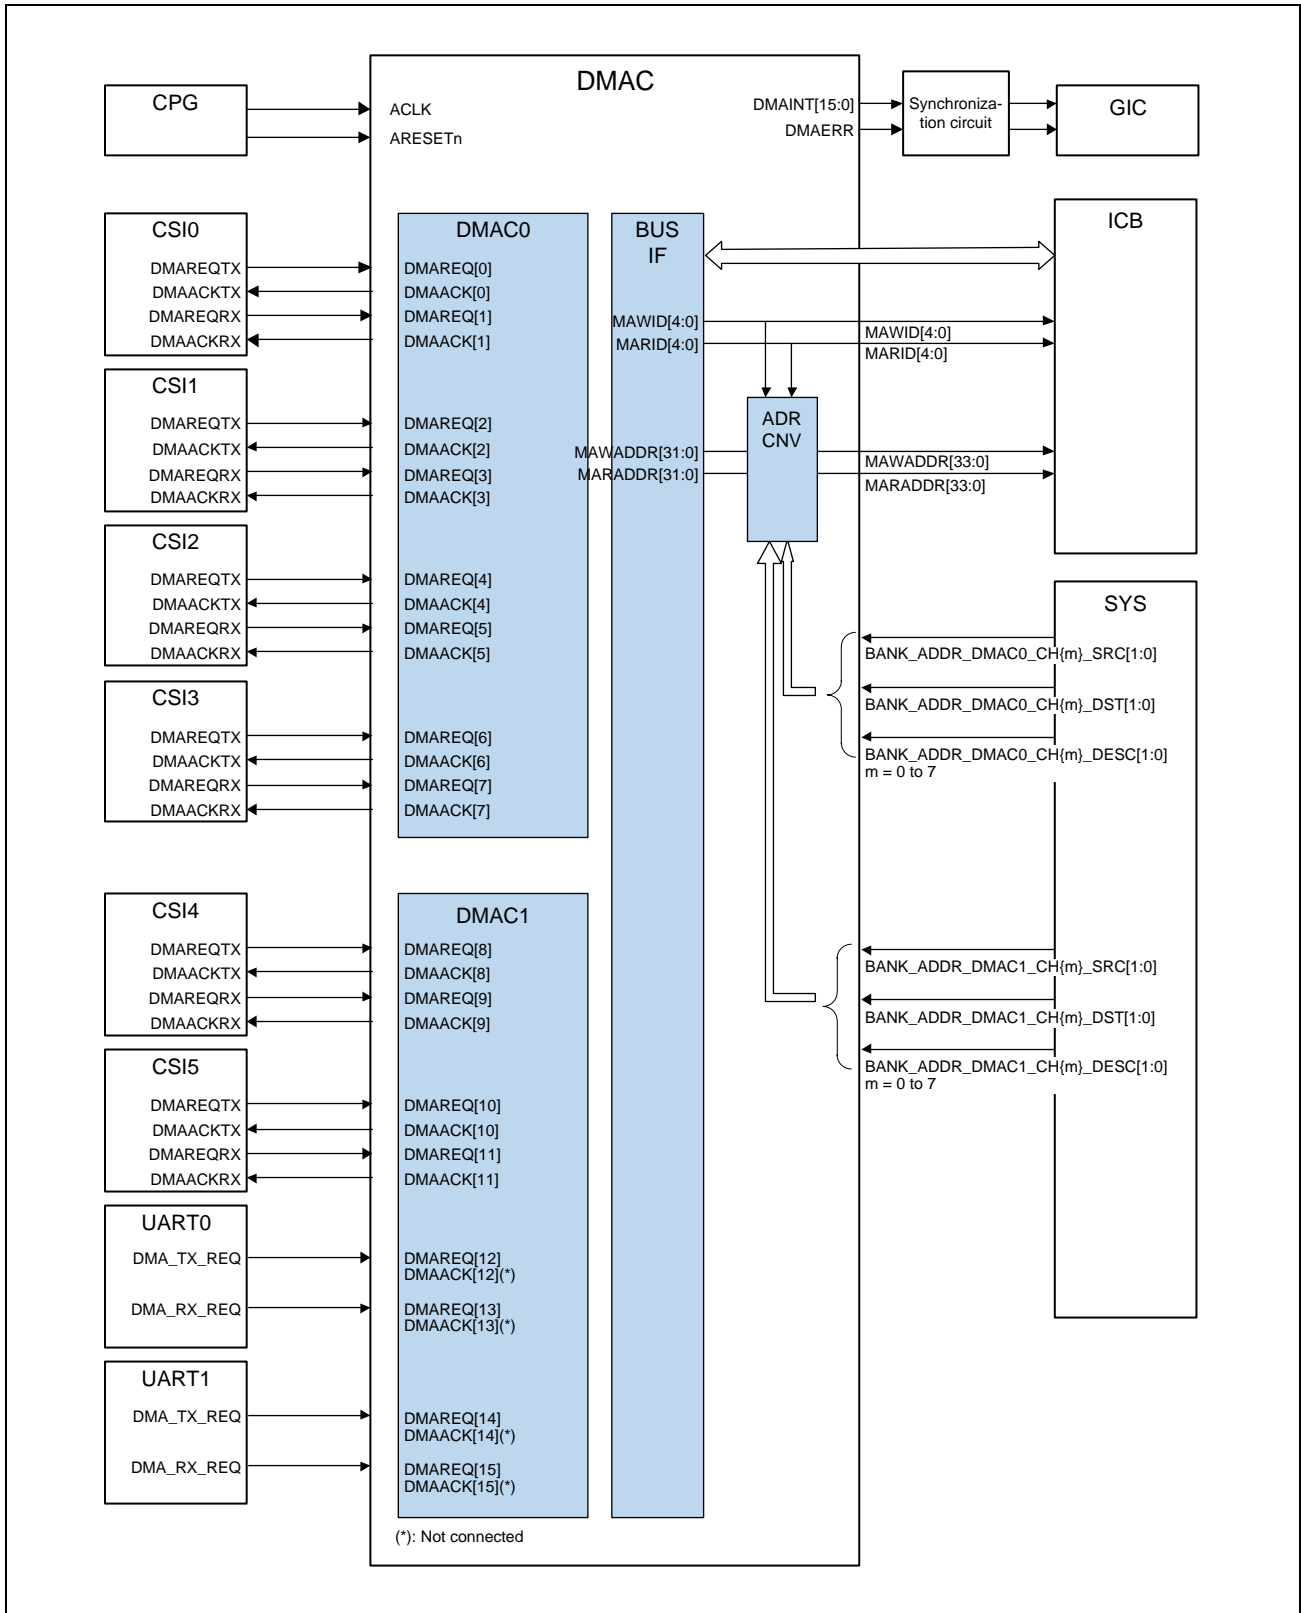 DMAC
CPG
ACLK
ARESETn
DMAINT[15:0]
DMAERR
Synchroniza-
tion circuit
GIC
CSI0
DMAREQTX
DMAACKTX
DMAREQRX
DMAACKRX
CSI1
DMAREQTX
DMAACKTX
DMAREQRX
DMAACKRX
CSI2
DMAREQTX
DMAACKTX
DMAREQRX
DMAACKRX
CSI3
DMAREQTX
DMAACKTX
DMAREQRX
DMAACKRX
CSI4
DMAREQTX
DMAACKTX
DMAREQRX
DMAACKRX
CSI5
DMAREQTX
DMAACKTX
DMAREQRX
DMAACKRX
UART0
DMA_TX_REQ
DMA_RX_REQ
UART1
DMA_TX_REQ
DMA_RX_REQ
DMAC0
DMAREQ[0]
DMAACK[0]
DMAREQ[1]
DMAACK[1]
DMAREQ[2]
DMAACK[2]
DMAREQ[3]
DMAACK[3]
DMAREQ[4]
DMAACK[4]
DMAREQ[5]
DMAACK[5]
DMAREQ[6]
DMAACK[6]
DMAREQ[7]
DMAACK[7]
DMAC1
DMAREQ[8]
DMAACK[8]
DMAREQ[9]
DMAACK[9]
DMAREQ[10]
DMAACK[10]
DMAREQ[11]
DMAACK[11]
DMAREQ[12]
DMAACK[12](*)
DMAREQ[13]
DMAACK[13](*)
DMAREQ[14]
DMAACK[14](*)
DMAREQ[15]
DMAACK[15](*)
(*): Not connected
BUS
IF
MAWID[4:0]
MARID[4:0]
MAWADDR[31:0]
MARADDR[31:0]
ADR
CNV
MAWID[4:0]
MARID[4:0]
MAWADDR[33:0]
MARADDR[33:0]
ICB
SYS
BANK_ADDR_DMAC0_CH{m}_SRC[1:0]
BANK_ADDR_DMAC0_CH{m}_DST[1:0]
BANK_ADDR_DMAC0_CH{m}_DESC[1:0]
m = 0 to 7
BANK_ADDR_DMAC1_CH{m}_SRC[1:0]
BANK_ADDR_DMAC1_CH{m}_DST[1:0]
BANK_ADDR_DMAC1_CH{m}_DESC[1:0]
m = 0 to 7